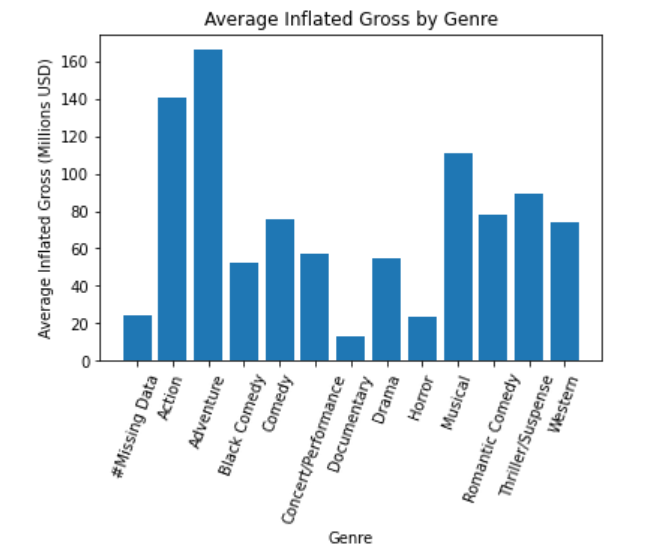 Average Inflated Gross by Genre
Average Inflated Gross (Millions USD)
160
140
120
100
80
60
40
20
0
#Missing Data
Action
Adventure
Black Comedy
Comedy
Concert/Performance
Documentary
Drama
Horror
Musical
Romantic Comedy
Thriller/Suspense
Western
Genre